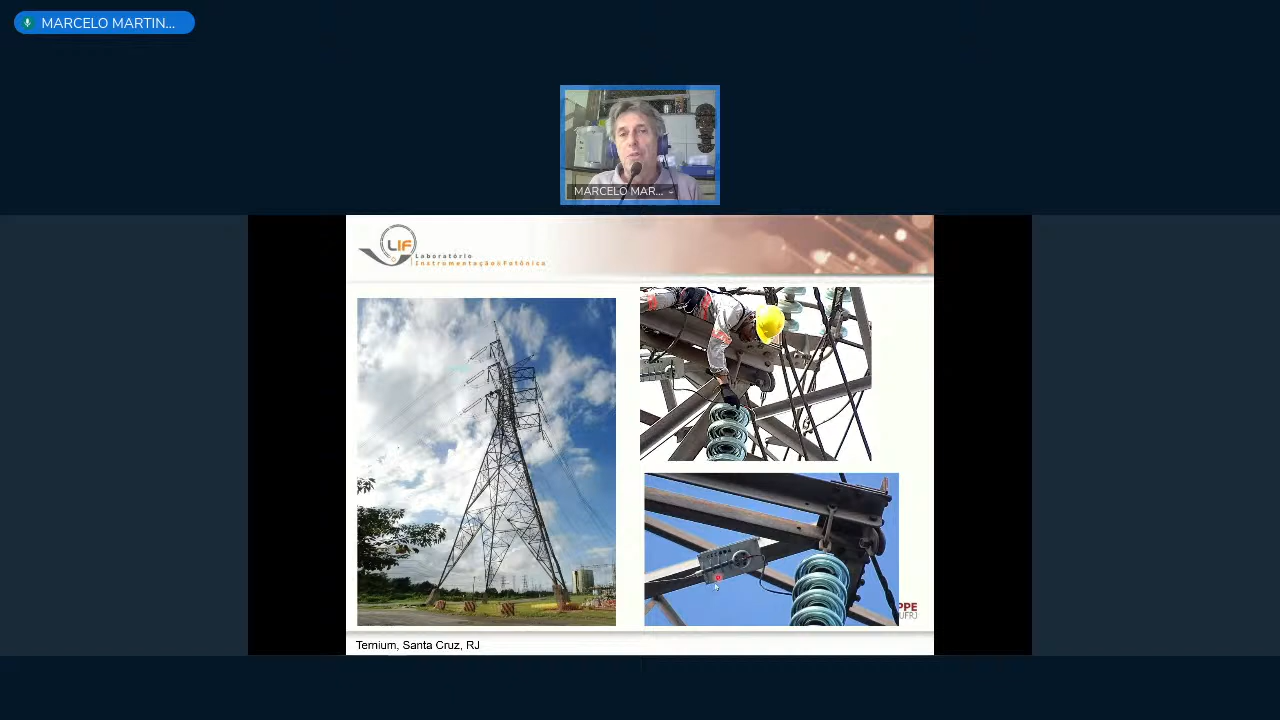 MARCELO MARTIN...
MARCELO MAR...
LIF
Laboratório
Instrumentação&Fotônica
PPE
UFRJ
Ternium, Santa Cruz, RJ